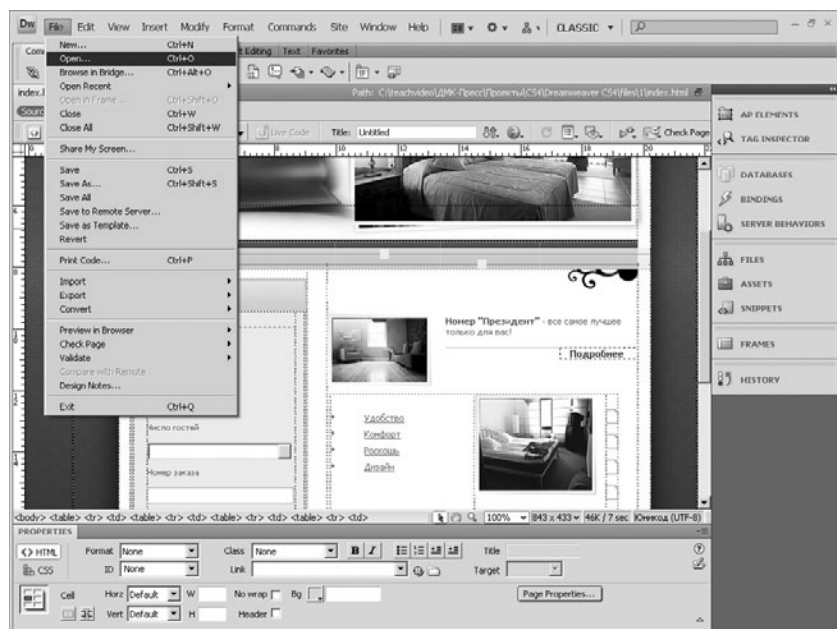 Dw File Edit View Insert Modify Format Commands Site Window Help CLASSIC
Com
t Editing Text Favorites
New... Ctrl+N
Open... Ctrl+O
Browse in Bridge... Ctrl+Alt+O
Open Recent
Open in Frame... Ctrl+Shift+O
Close Ctrl+W
Close All Ctrl+Shift+W
Share My Screen...
Save Ctrl+S
Save As... Ctrl+Shift+S
Save All
Save to Remote Server...
Save as Template...
Revert
Print Code... Ctrl+P
Import
Export
Convert
Preview in Browser
Check Page
Validate
Compare with Remote
Design Notes...
Exit Ctrl+Q
index.
Path: C:\teachvideo\ДМК-Пресс\Проекты\CS4\Dreamweaver CS4\files\1\index.html
Sourc
Live Code Title: Untitled Check Page
Номер "Президент" - все самое лучшее
только для вас!
Подробнее
Число гостей
Номер заказа
Удобство
Комфорт
Роскошь
Дизайн
AP ELEMENTS
TAG INSPECTOR
DATABASES
BINDINGS
SERVER BEHAVIORS
FILES
ASSETS
SNIPPETS
FRAMES
HISTORY
<body> <table> <tr> <td> <table> <tr> <td> <table> <tr> <td> <table> <tr> <td> 100% 843 x 433 46K / 7 sec Юникод (UTF-8)
PROPERTIES
<> HTML Format None Class None B I Title
CSS ID None Link Target
Cell Horz Default W No wrap Bg Page Properties...
Vert Default H Header